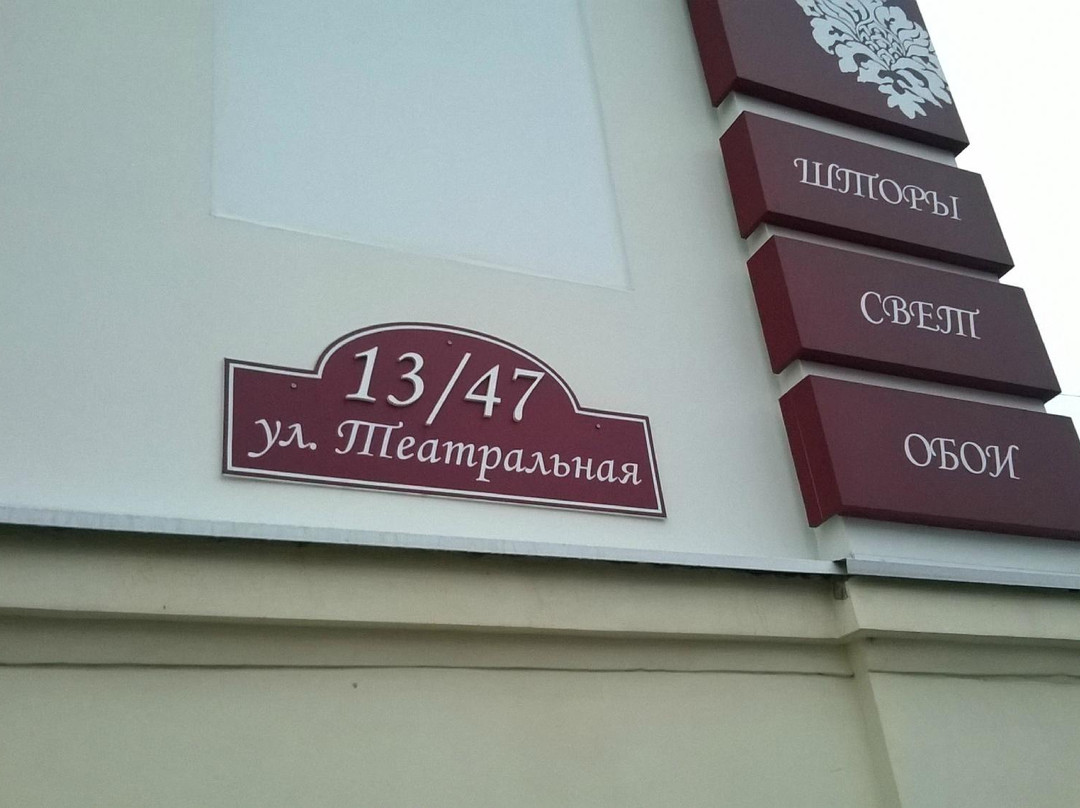 13/47
ул. Театральная
ШТОРЫ
СВЕТ
ОБОИ